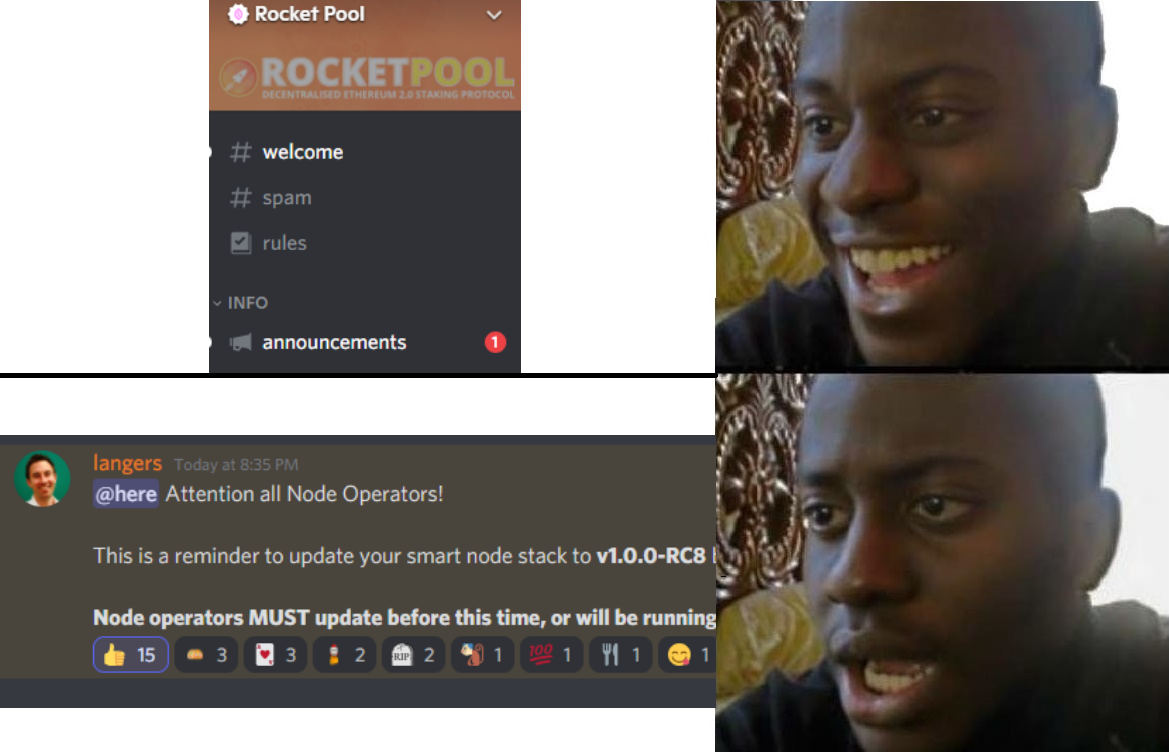 Rocket Pool
ROCKETPOOL
DECENTRALISED ETHEREUM 2.0 STAKING PROTOCOL
# welcome
# spam
rules
INFO
announcements 1
langers Today at 8:35 PM
@here Attention all Node Operators!
This is a reminder to update your smart node stack to v1.0.0-RC8
Node operators MUST update before this time, or will be running
👍 15 3 3 2 RIP 2 1 💯 1 🍴 1 😋 1